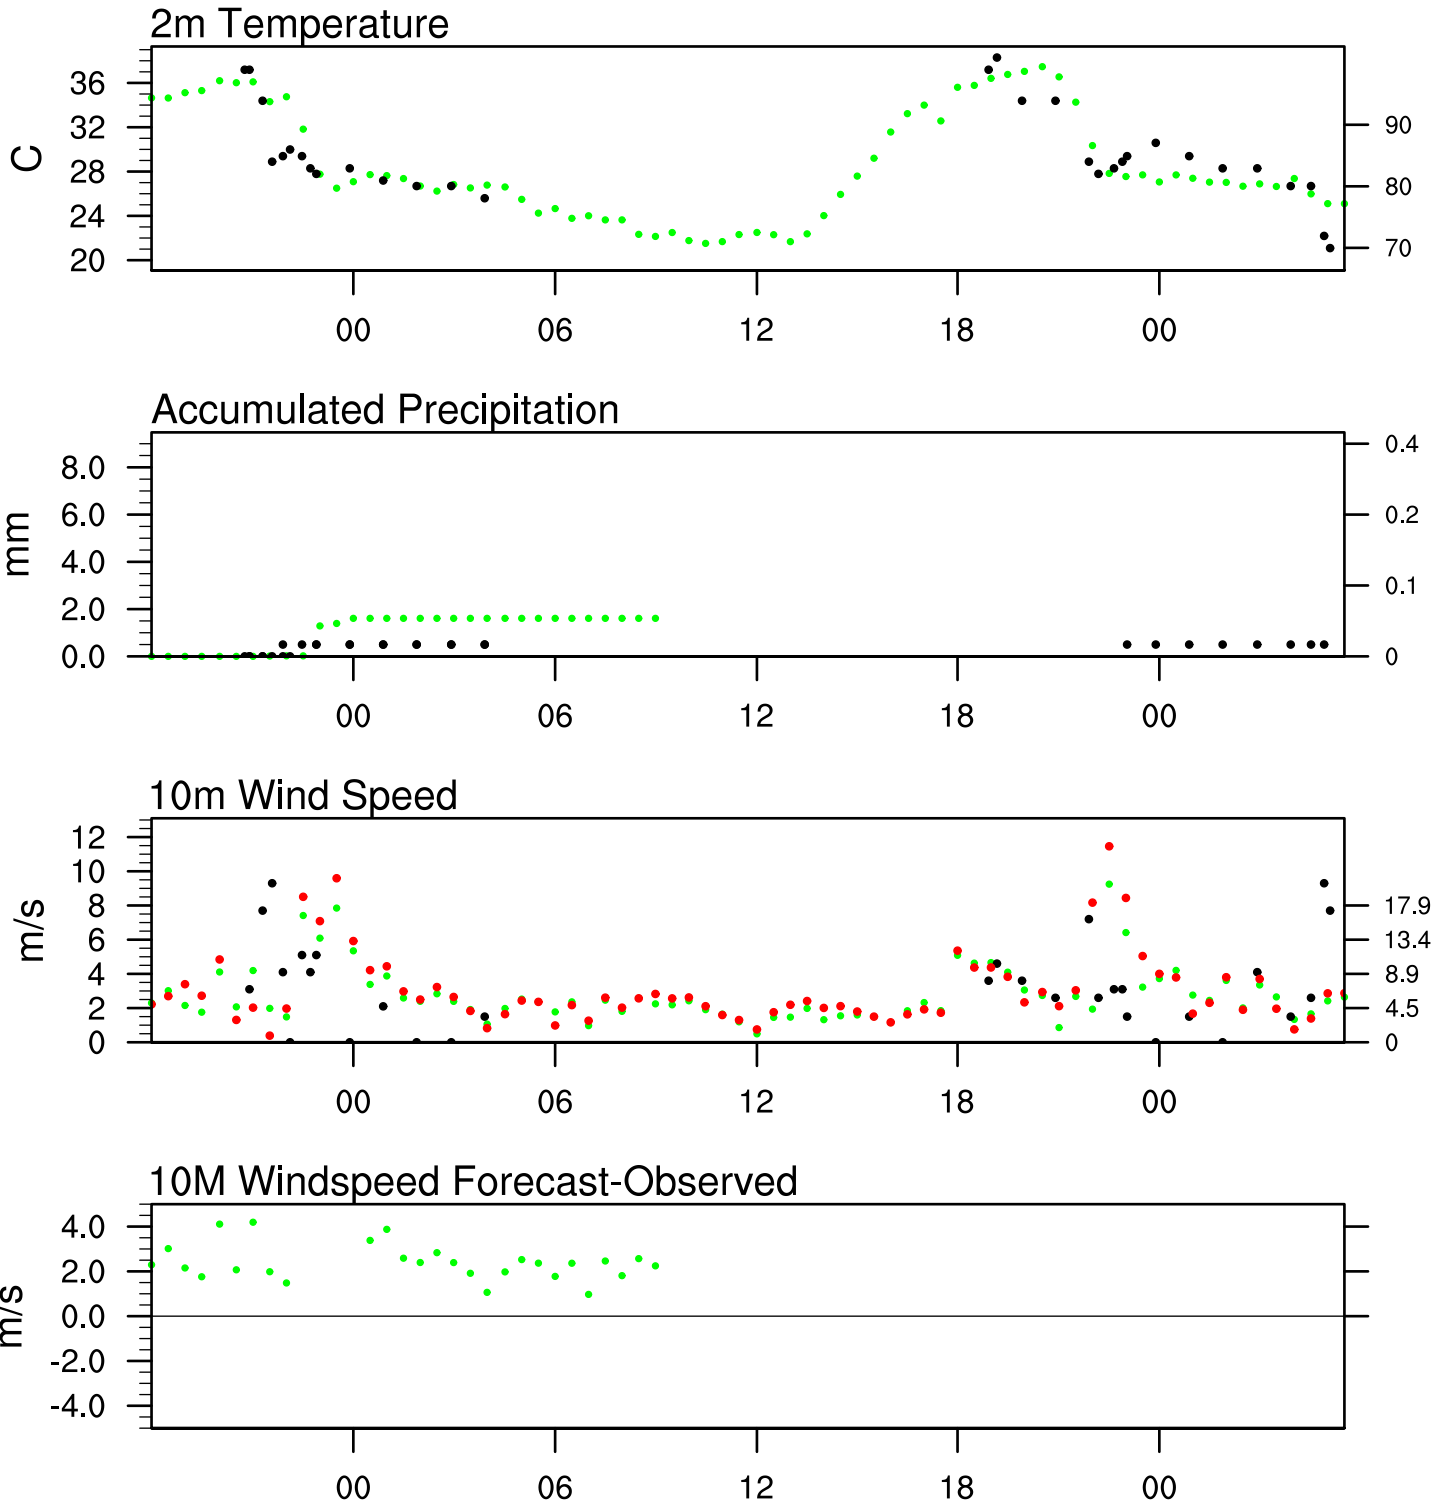 2m Temperature
36
32
28
24
20
C
90
80
70
00 06 12 18 00
Accumulated Precipitation
8.0
6.0
4.0
2.0
0.0
mm
0.4
0.2
0.1
0
00 06 12 18 00
10m Wind Speed
12
10
8
6
4
2
0
m/s
17.9
13.4
8.9
4.5
0
00 06 12 18 00
10M Windspeed Forecast-Observed
4.0
2.0
0.0
-2.0
-4.0
m/s
00 06 12 18 00